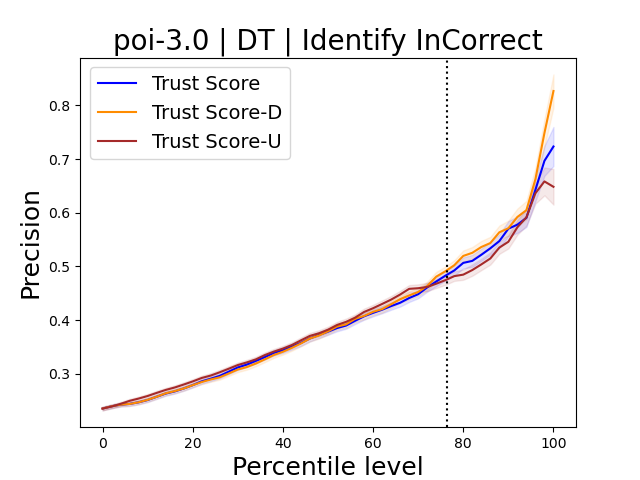 poi-3.0 | DT | Identify InCorrect
Trust Score
Trust Score-D
Trust Score-U
Precision
0.8
0.7
0.6
0.5
0.4
0.3
0 20 40 60 80 100
Percentile level